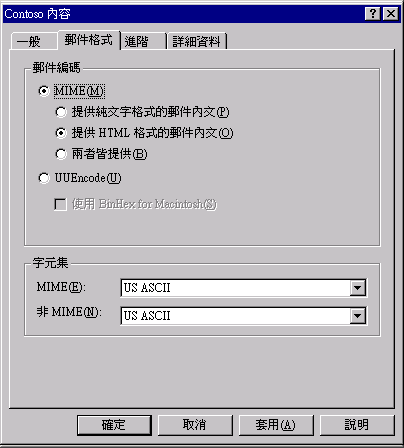 Contoso 內容
一般 郵件格式 進階 詳細資料
郵件編碼
MIME(M)
提供純文字格式的郵件內文(P)
提供 HTML 格式的郵件內文(O)
兩者皆提供(B)
UUEncode(U)
使用 BinHex for Macintosh(S)
字元集
MIME(E): US ASCII
非 MIME(N): US ASCII
確定 取消 套用(A) 說明